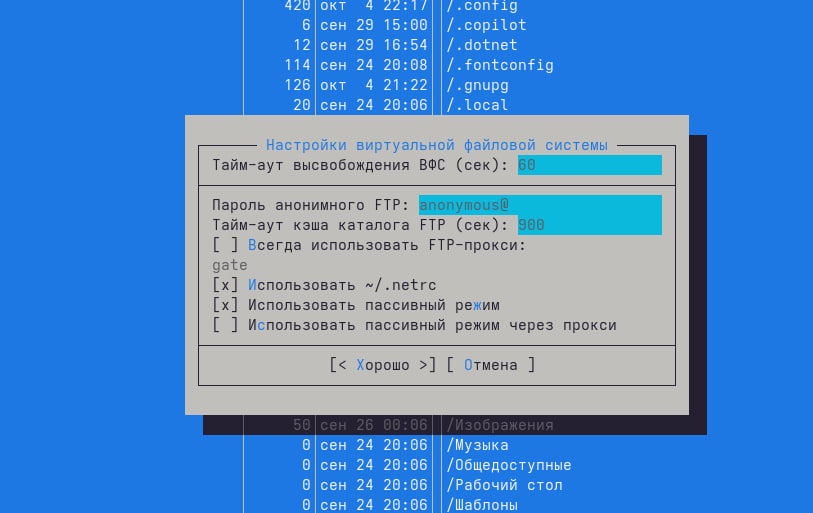 420 окт 4 22:17 /.config
6 сен 29 15:00 /.copilot
12 сен 29 16:54 /.dotnet
114 сен 24 20:08 /.fontconfig
126 окт 4 21:22 /.gnupg
20 сен 24 20:06 /.local
Настройки виртуальной файловой системы
Тайм-аут высвобождения ВФС (сек): 60
Пароль анонимного FTP: anonymous@
Тайм-аут кэша каталога FTP (сек): 900
[ ] Всегда использовать FTP-прокси:
gate
[x] Использовать ~/.netrc
[x] Использовать пассивный режим
[ ] Использовать пассивный режим через прокси
[< Хорошо >] [ Отмена ]
50 сен 26 00:06 /Изображения
0 сен 24 20:06 /Музыка
0 сен 24 20:06 /Общедоступные
0 сен 24 20:06 /Рабочий стол
0 сен 24 20:06 /Шаблоны